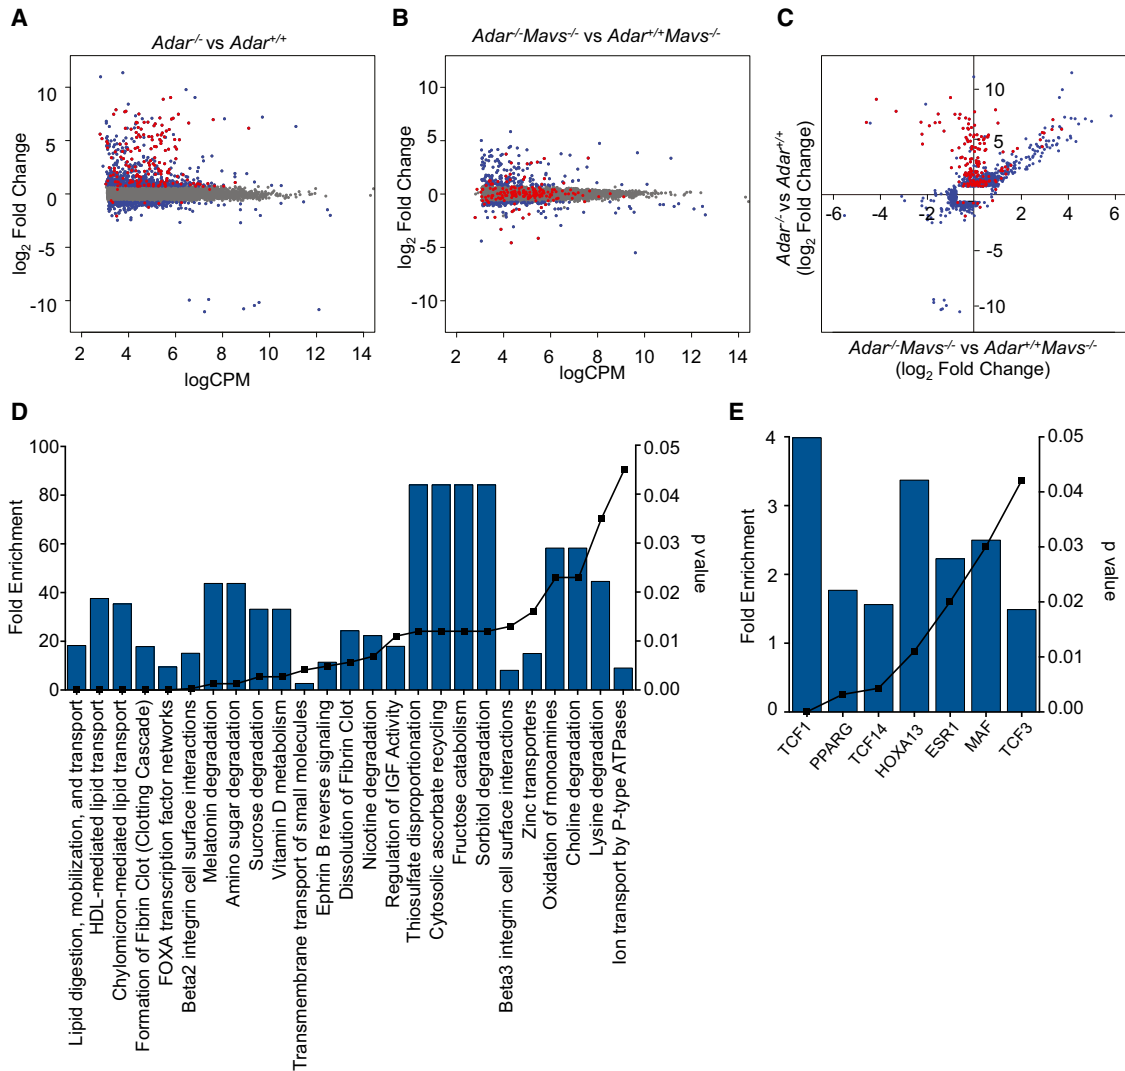 A
Adar-/- vs Adar+/+
10
5
0
-5
-10
log2 Fold Change
2 4 6 8 10 12 14
logCPM
B
Adar-/-Mavs-/- vs Adar+/+Mavs-/-
10
5
0
-5
-10
log2 Fold Change
2 4 6 8 10 12 14
logCPM
C
10
5
-5
-10
-6 -4 -2 2 4 6
Adar-/- vs Adar+/+
(log2 Fold Change)
Adar-/-Mavs-/- vs Adar+/+Mavs-/-
(log2 Fold Change)
D
100
80
60
40
20
0
Fold Enrichment
0.05
0.04
0.03
0.02
0.01
0.00
p value
Lipid digestion, mobilization, and transport
HDL-mediated lipid transport
Chylomicron-mediated lipid transport
Formation of Fibrin Clot (Clotting Cascade)
FOXA transcription factor networks
Beta2 integrin cell surface interactions
Melatonin degradation
Amino sugar degradation
Sucrose degradation
Vitamin D metabolism
Transmembrane transport of small molecules
Ephrin B reverse signaling
Dissolution of Fibrin Clot
Nicotine degradation
Regulation of IGF Activity
Thiosulfate disproportionation
Cytosolic ascorbate recycling
Fructose catabolism
Sorbitol degradation
Beta3 integrin cell surface interactions
Zinc transporters
Oxidation of monoamines
Choline degradation
Lysine degradation
Ion transport by P-type ATPases
E
4
3
2
1
0
Fold Enrichment
0.05
0.04
0.03
0.02
0.01
0.00
p value
TCF1
PPARG
TCF14
HOXA13
ESR1
MAF
TCF3